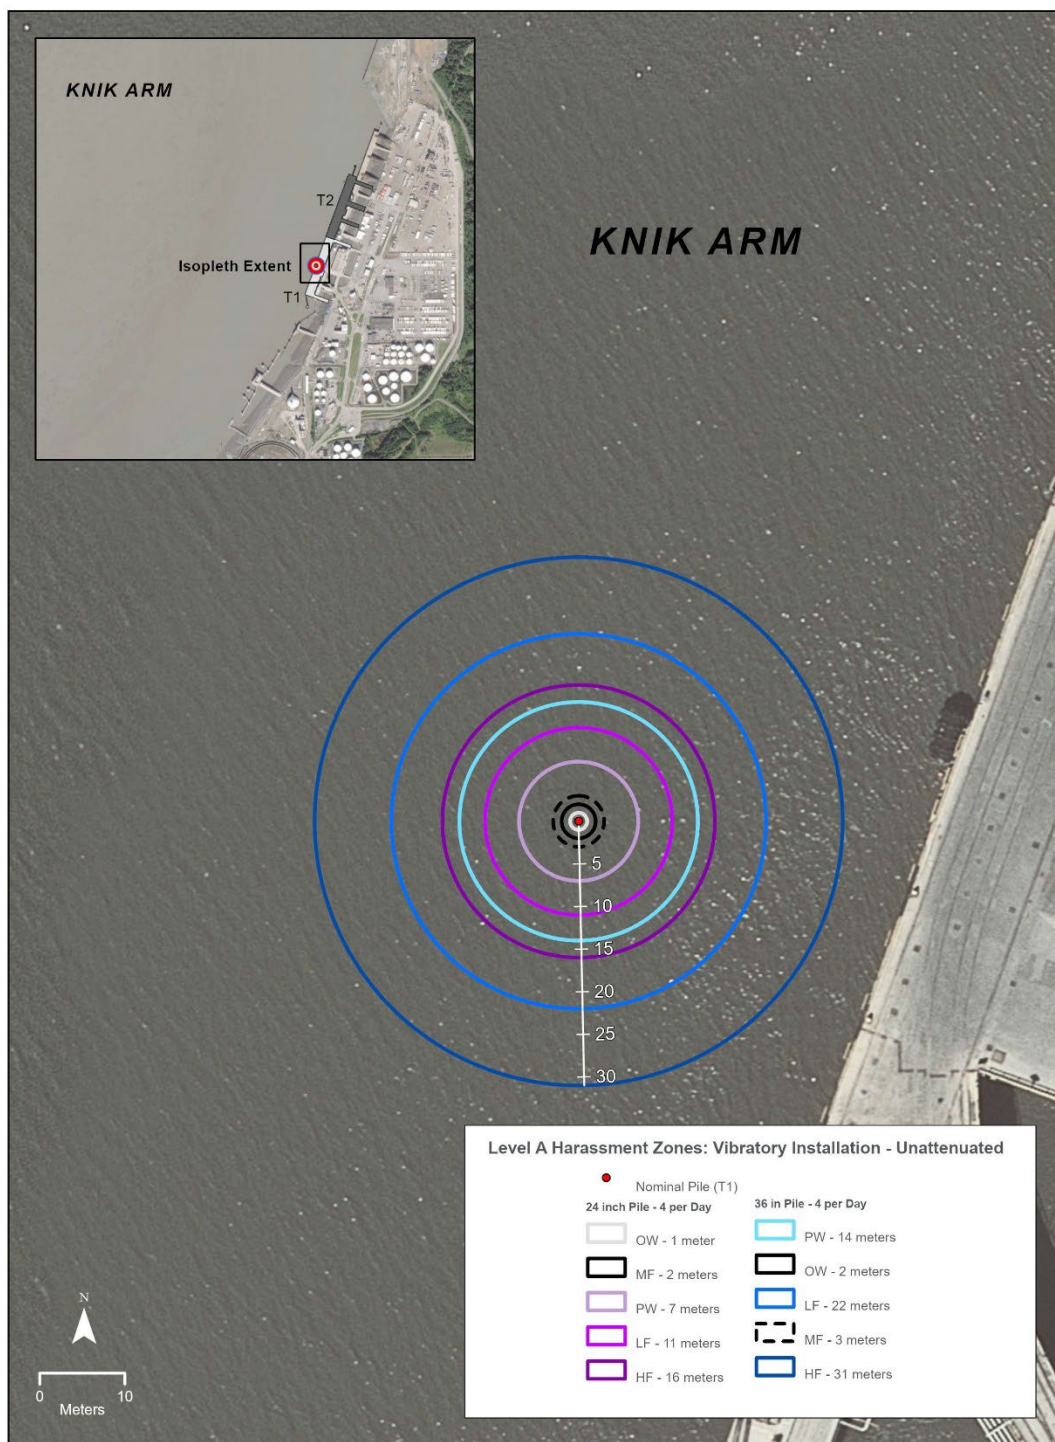 KNIK ARM
T2
Isopleth Extent
T1
KNIK ARM
5
10
15
20
25
30
Level A Harassment Zones: Vibratory Installation - Unattenuated
Nominal Pile (T1)
24 inch Pile - 4 per Day
OW - 1 meter
MF - 2 meters
PW - 7 meters
LF - 11 meters
HF - 16 meters
36 in Pile - 4 per Day
PW - 14 meters
OW - 2 meters
LF - 22 meters
MF - 3 meters
HF - 31 meters
N
0 10
Meters